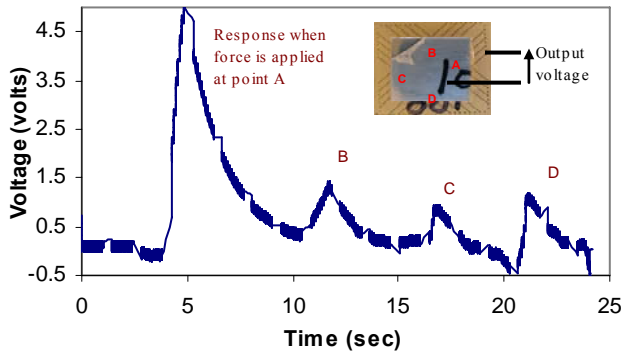 Voltage (volts)
4.5
3.5
2.5
1.5
0.5
-0.5
Response when
force is applied
at point A
B
A
C
D
Output
voltage
B
C
D
0
5
10
15
20
25
Time (sec)